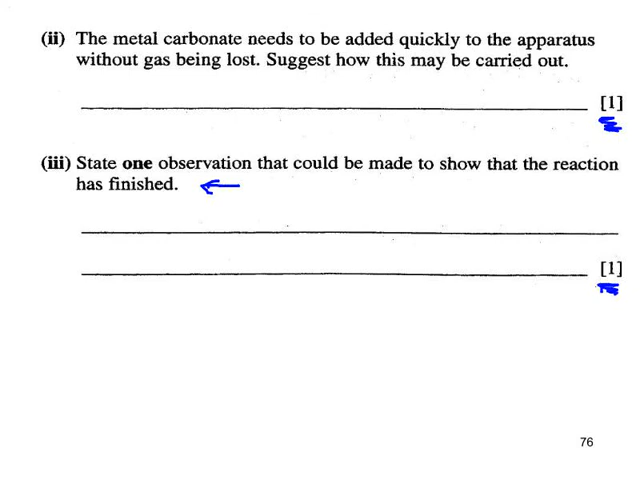 (ii) The metal carbonate needs to be added quickly to the apparatus
without gas being lost. Suggest how this may be carried out.
[1]
(iii) State one observation that could be made to show that the reaction
has finished.
[1]
76